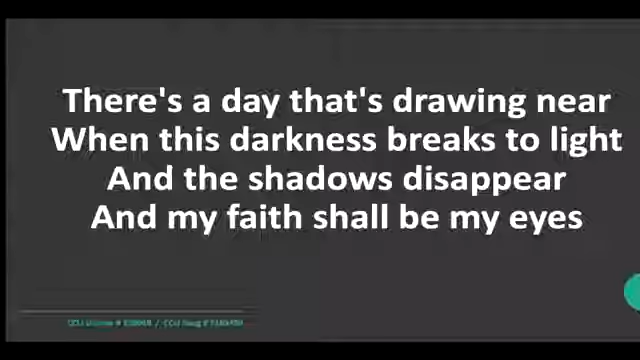 There's a day that's drawing near
When this darkness breaks to light
And the shadows disappear
And my faith shall be my eyes